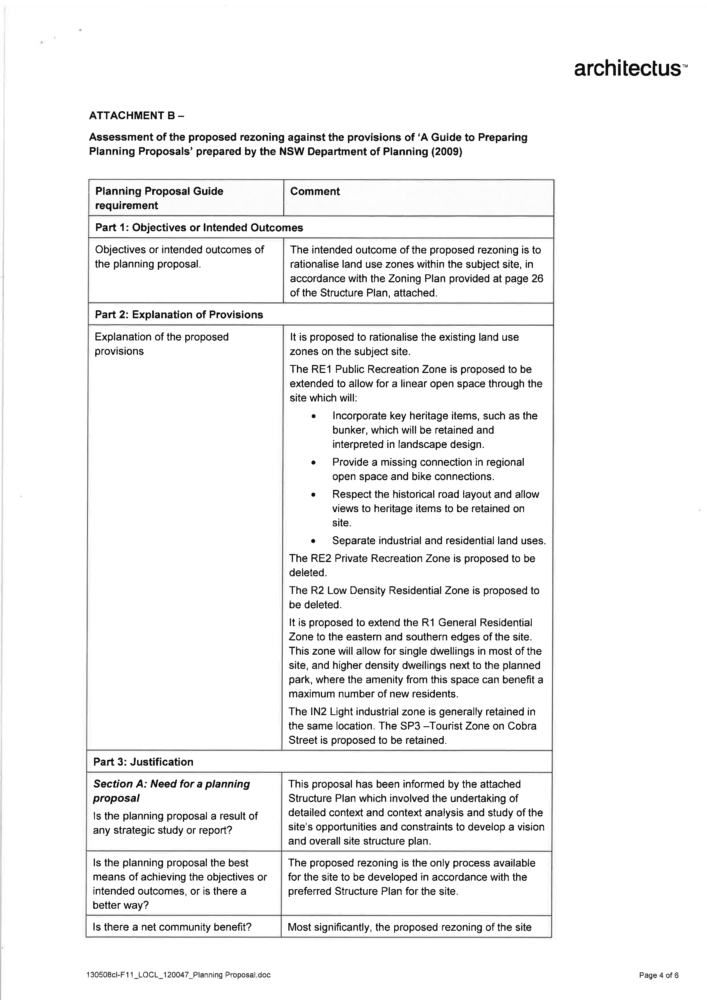 architectus™
ATTACHMENT B –
Assessment of the proposed rezoning against the provisions of ‘A Guide to Preparing
Planning Proposals’ prepared by the NSW Department of Planning (2009)
Planning Proposal Guide
requirement
Comment
Part 1: Objectives or Intended Outcomes
Objectives or intended outcomes of
the planning proposal.
The intended outcome of the proposed rezoning is to
rationalise land use zones within the subject site, in
accordance with the Zoning Plan provided at page 26
of the Structure Plan, attached.
Part 2: Explanation of Provisions
Explanation of the proposed
provisions
It is proposed to rationalise the existing land use
zones on the subject site.
The RE1 Public Recreation Zone is proposed to be
extended to allow for a linear open space through the
site which will:
• Incorporate key heritage items, such as the
bunker, which will be retained and
interpreted in landscape design.
• Provide a missing connection in regional
open space and bike connections.
• Respect the historical road layout and allow
views to heritage items to be retained on
site.
• Separate industrial and residential land uses.
The RE2 Private Recreation Zone is proposed to be
deleted.
The R2 Low Density Residential Zone is proposed to
be deleted.
It is proposed to extend the R1 General Residential
Zone to the eastern and southern edges of the site.
This zone will allow for single dwellings in most of the
site, and higher density dwellings next to the planned
park, where the amenity from this space can benefit a
maximum number of new residents.
The IN2 Light industrial zone is generally retained in
the same location. The SP3 –Tourist Zone on Cobra
Street is proposed to be retained.
Part 3: Justification
Section A: Need for a planning
proposal
Is the planning proposal a result of
any strategic study or report?
This proposal has been informed by the attached
Structure Plan which involved the undertaking of
detailed context and context analysis and study of the
site’s opportunities and constraints to develop a vision
and overall site structure plan.
Is the planning proposal the best
means of achieving the objectives or
intended outcomes, or is there a
better way?
The proposed rezoning is the only process available
for the site to be developed in accordance with the
preferred Structure Plan for the site.
Is there a net community benefit?
Most significantly, the proposed rezoning of the site
130508cl-F11_LOCL_120047_Planning Proposal.doc
Page 4 of 6